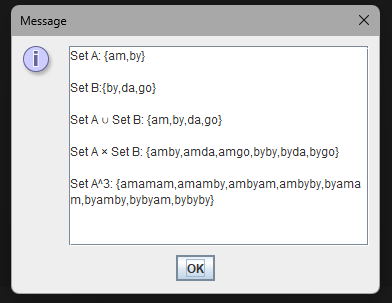 Message
Set A: {am,by}
Set B:{by,da,go}
Set A ∪ Set B: {am,by,da,go}
Set A × Set B: {amby,amda,amgo,byby,byda,bygo}
Set A^3: {amamam,amamby,ambyam,ambyby,byama
m,byamby,bybyam,bybyby}
OK